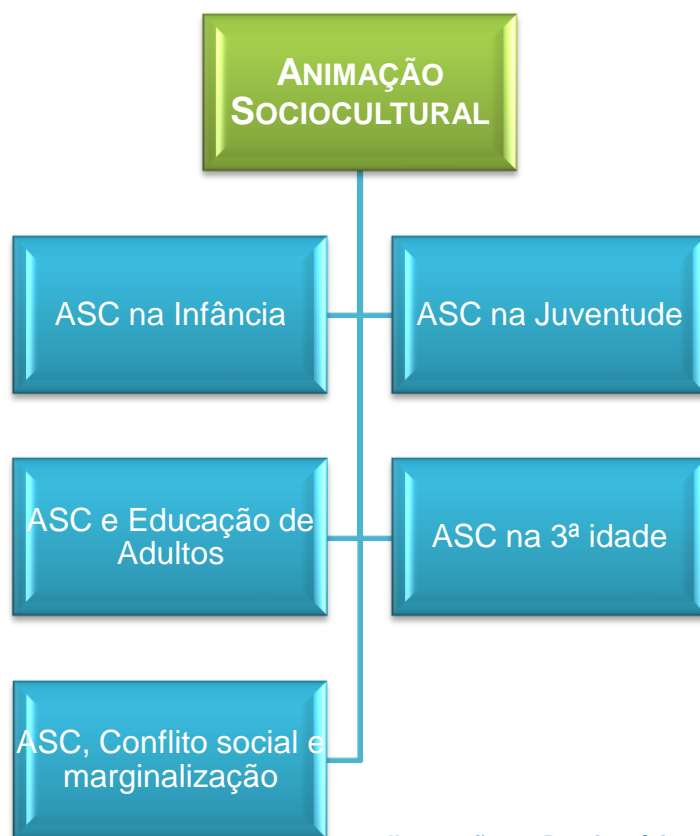 ANIMAÇÃO
SOCIOCULTURAL
ASC na Infância
ASC na Juventude
ASC e Educação de
Adultos
ASC na 3ª idade
ASC, Conflito social e
marginalização